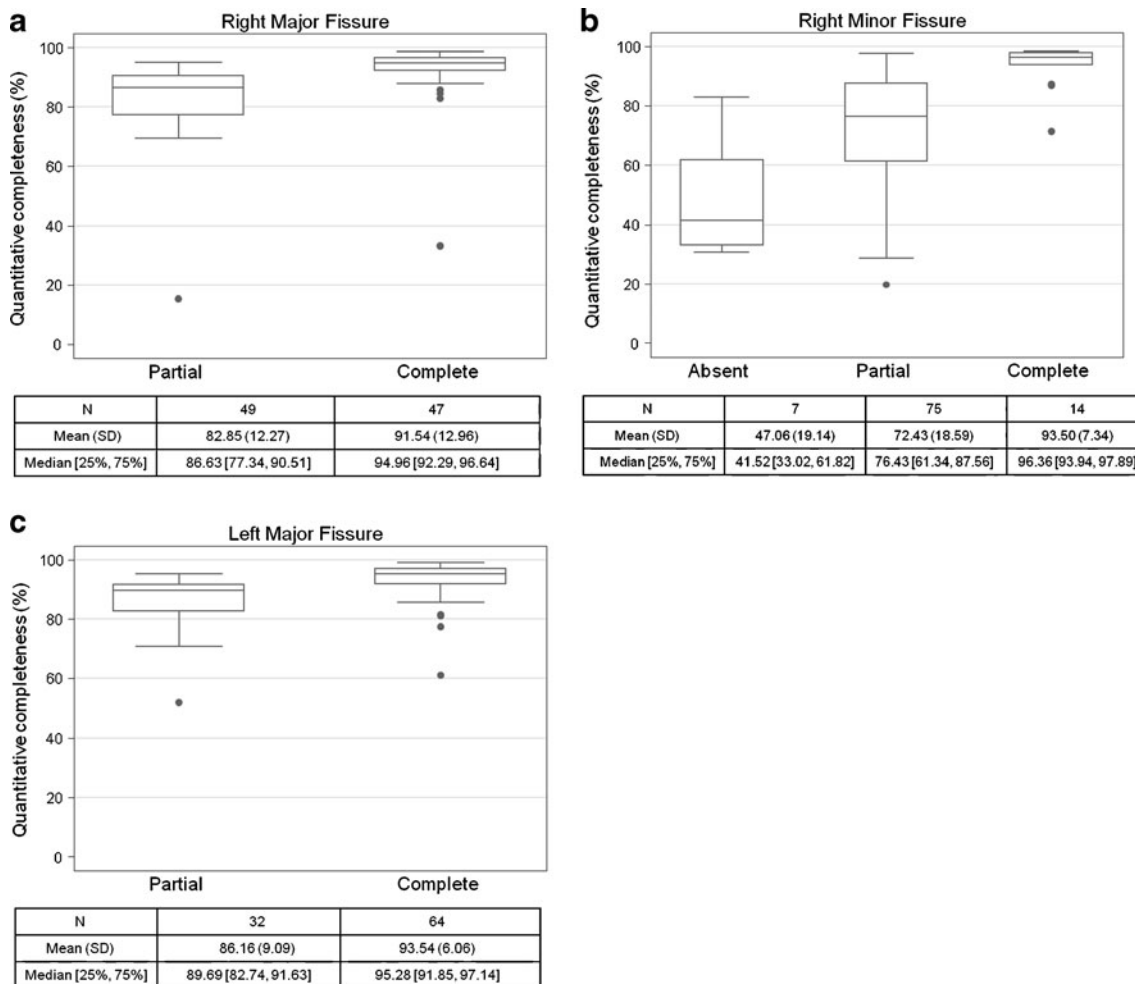 a
Right Major Fissure
Quantitative completeness (%)
100
80
60
40
20
0
Partial Complete
N 49 47
Mean (SD) 82.85 (12.27) 91.54 (12.96)
Median [25%, 75%] 86.63 [77.34, 90.51] 94.96 [92.29, 96.64]
b
Right Minor Fissure
Quantitative completeness (%)
100
80
60
40
20
0
Absent Partial Complete
N 7 75 14
Mean (SD) 47.06 (19.14) 72.43 (18.59) 93.50 (7.34)
Median [25%, 75%] 41.52 [33.02, 61.82] 76.43 [61.34, 87.56] 96.36 [93.94, 97.89]
c
Left Major Fissure
Quantitative completeness (%)
100
80
60
40
20
0
Partial Complete
N 32 64
Mean (SD) 86.16 (9.09) 93.54 (6.06)
Median [25%, 75%] 89.69 [82.74, 91.63] 95.28 [91.85, 97.14]